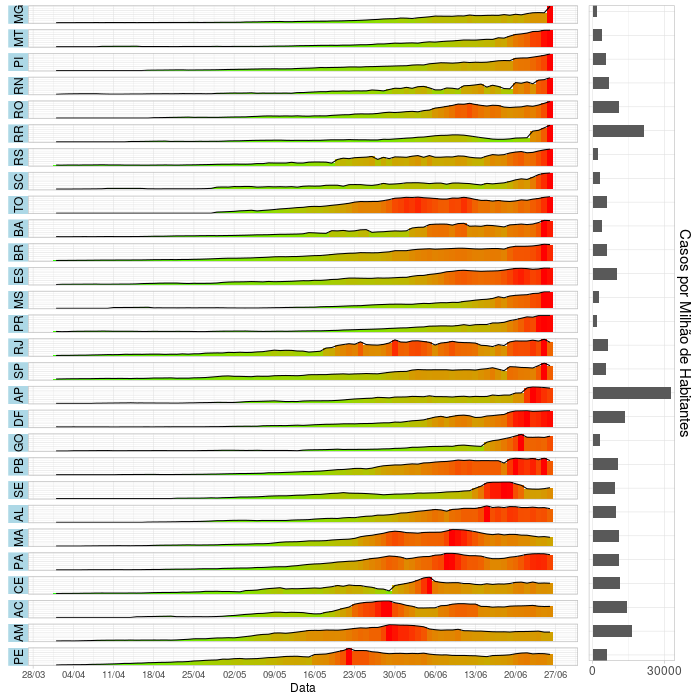 MG
MT
PI
RN
RO
RR
RS
SC
TO
BA
BR
ES
MS
PR
RJ
SP
AP
DF
GO
PB
SE
AL
MA
PA
CE
AC
AM
PE
28/03 04/04 11/04 18/04 25/04 02/05 09/05 16/05 23/05 30/05 06/06 13/06 20/06 27/06
Data
0 30000
Casos por Milhão de Habitantes